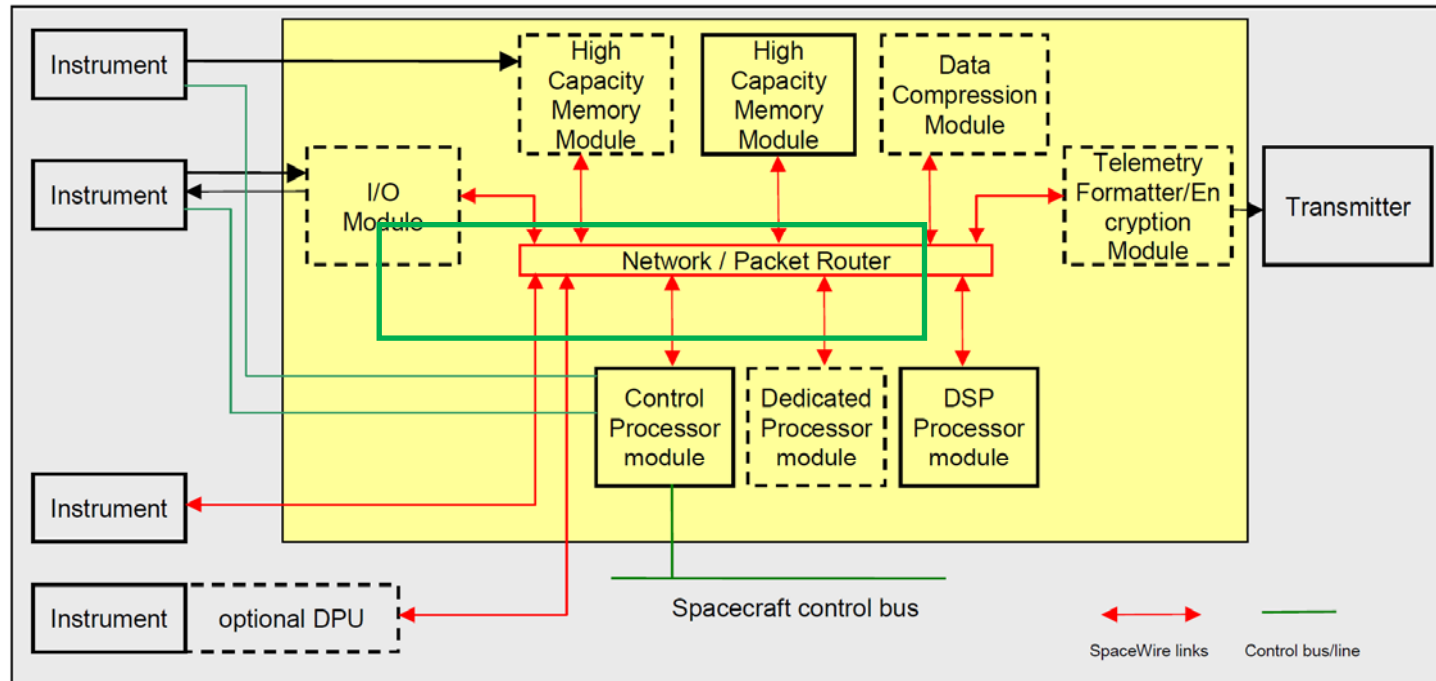 Instrument
High
Capacity
Memory
Module
High
Capacity
Memory
Module
Data
Compression
Module
Instrument
I/O
Module
Telemetry
Formatter/En
cryption
Module
Transmitter
Network / Packet Router
Control
Processor
module
Dedicated
Processor
module
DSP
Processor
module
Instrument
Instrument
optional DPU
Spacecraft control bus
SpaceWire links
Control bus/line